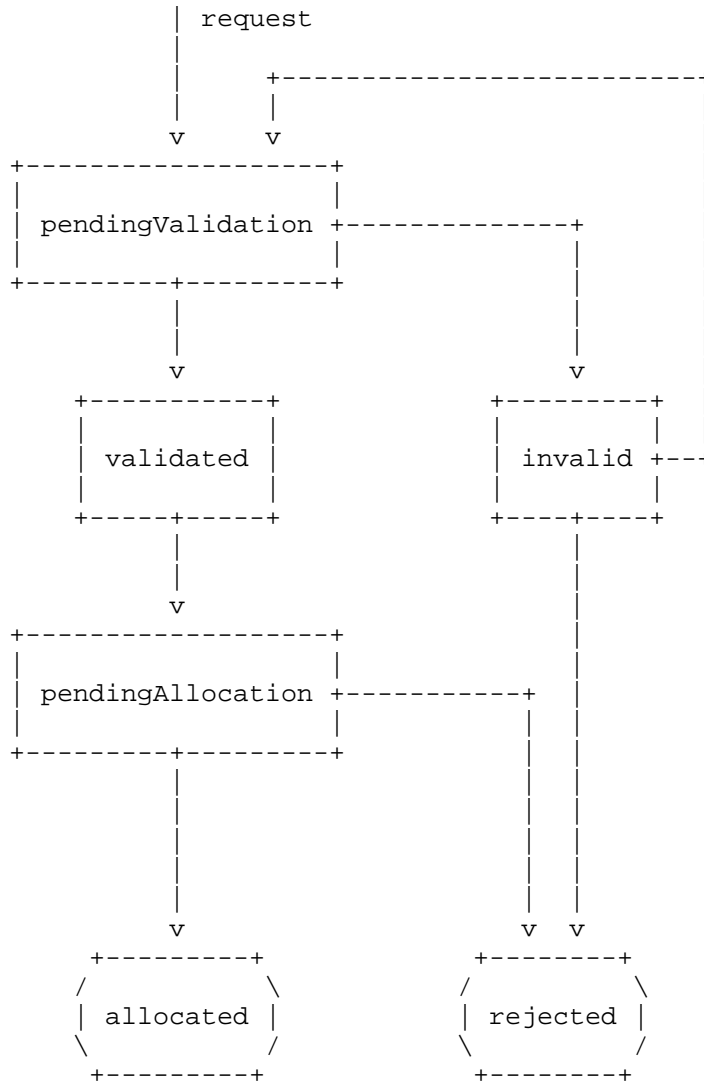 request
pendingValidation
validated
invalid
pendingAllocation
allocated
rejected